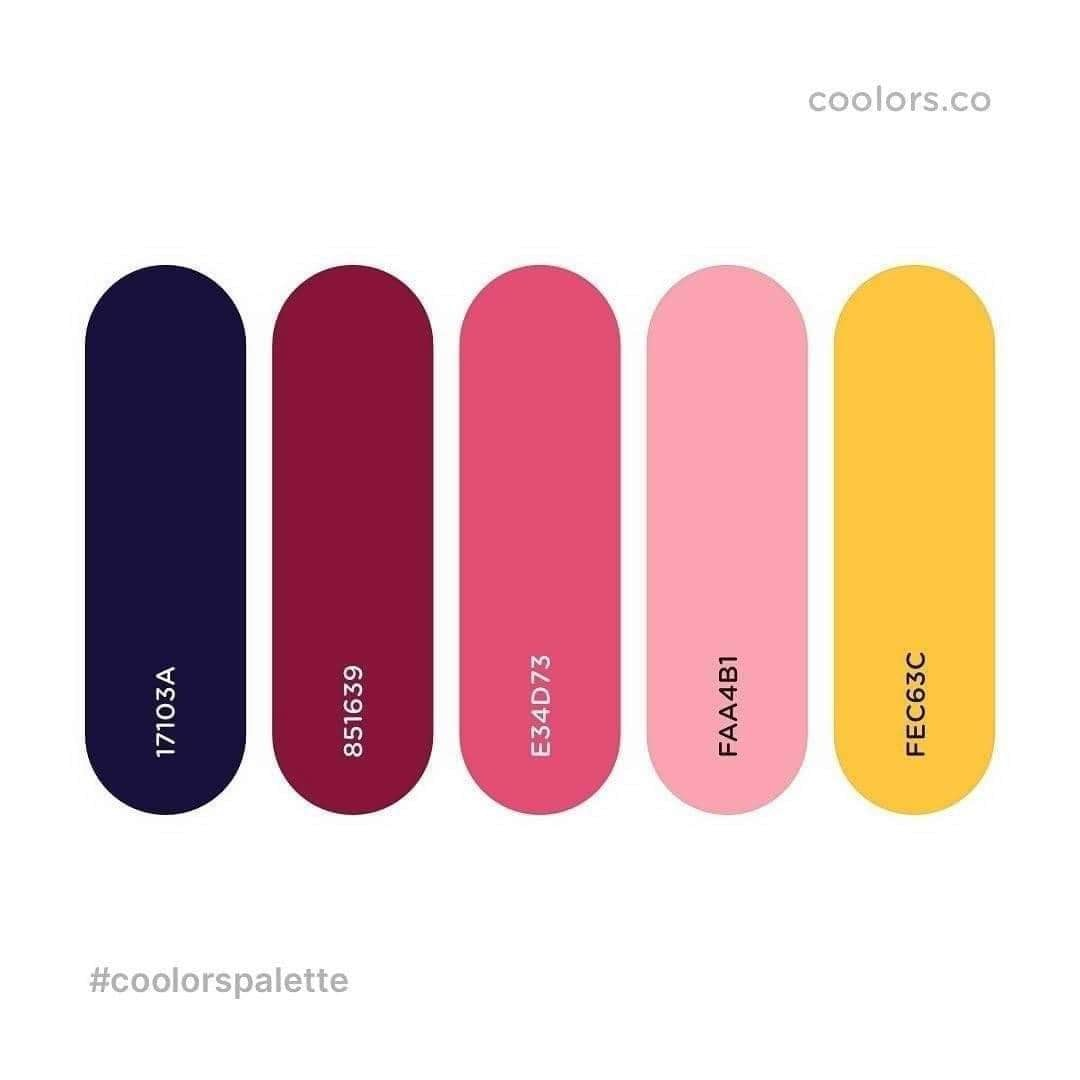 coolors.co
17103A
851639
E34D73
FAA4B1
FEC63C
#coolorspalette